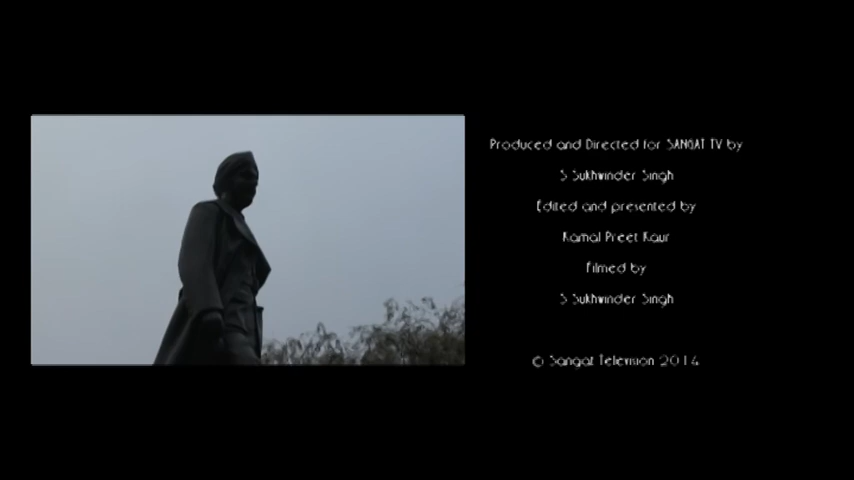 Produced and Directed for SANGAT TV by
S Sukhwinder Singh
Edited and presented by
Kamal Preet Kaur
Filmed by
S Sukhwinder Singh
© Sangat Television 2014